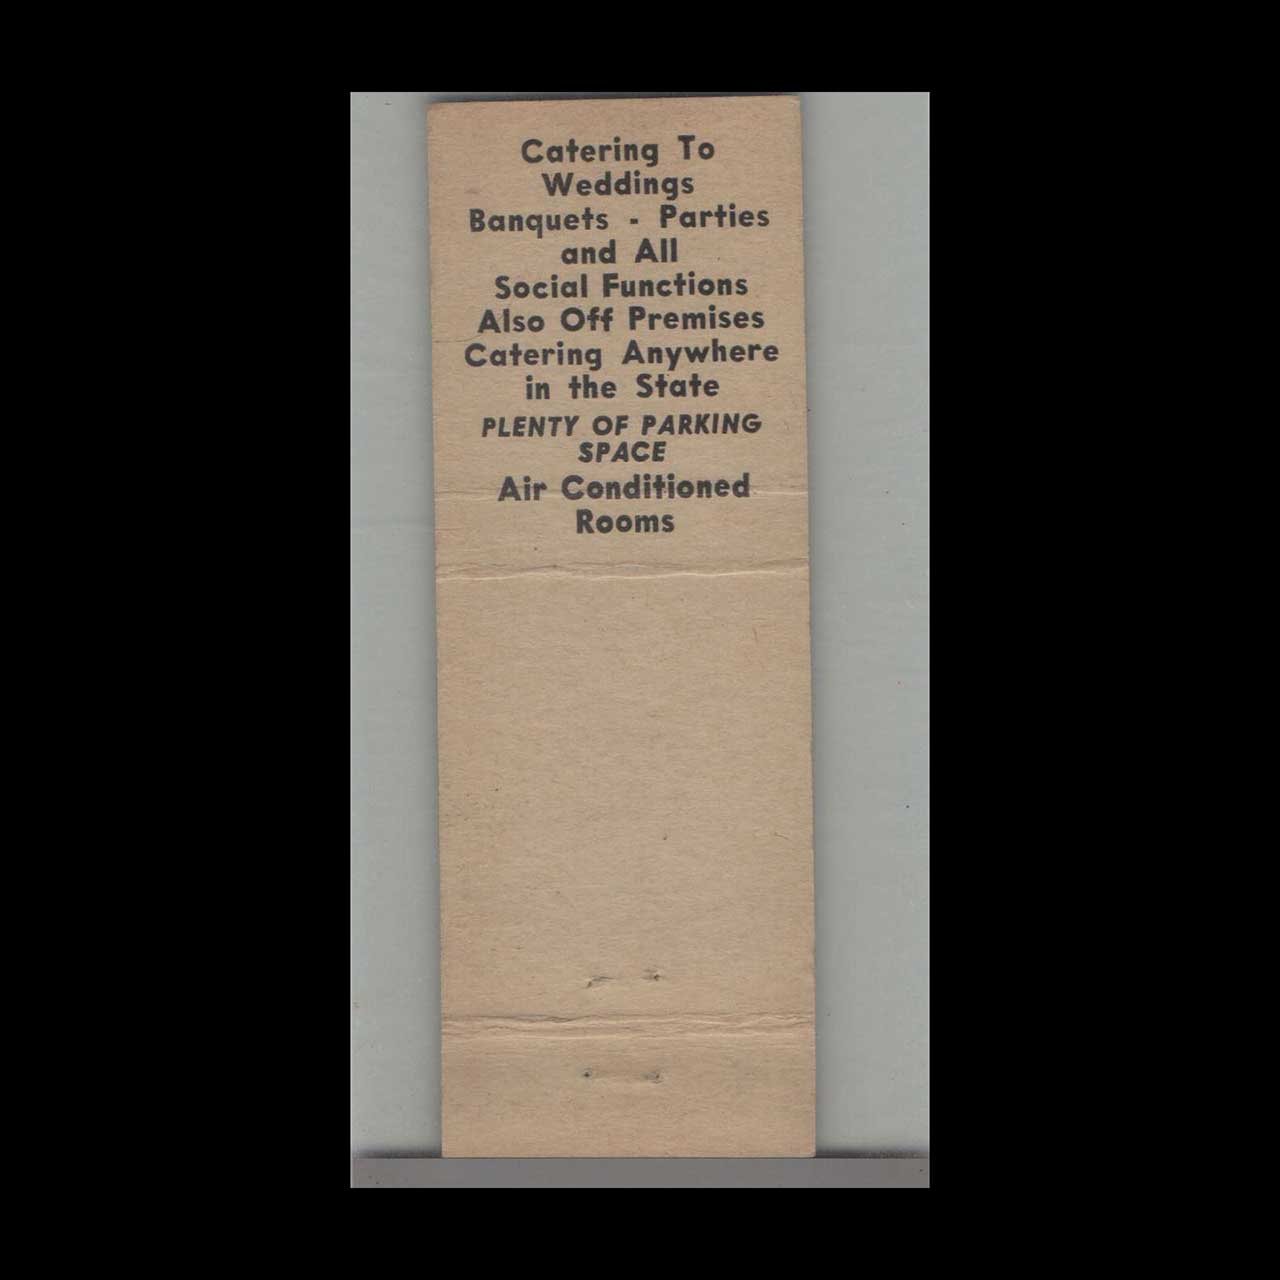 Catering To
Weddings
Banquets - Parties
and All
Social Functions
Also Off Premises
Catering Anywhere
in the State
PLENTY OF PARKING
SPACE
Air Conditioned
Rooms